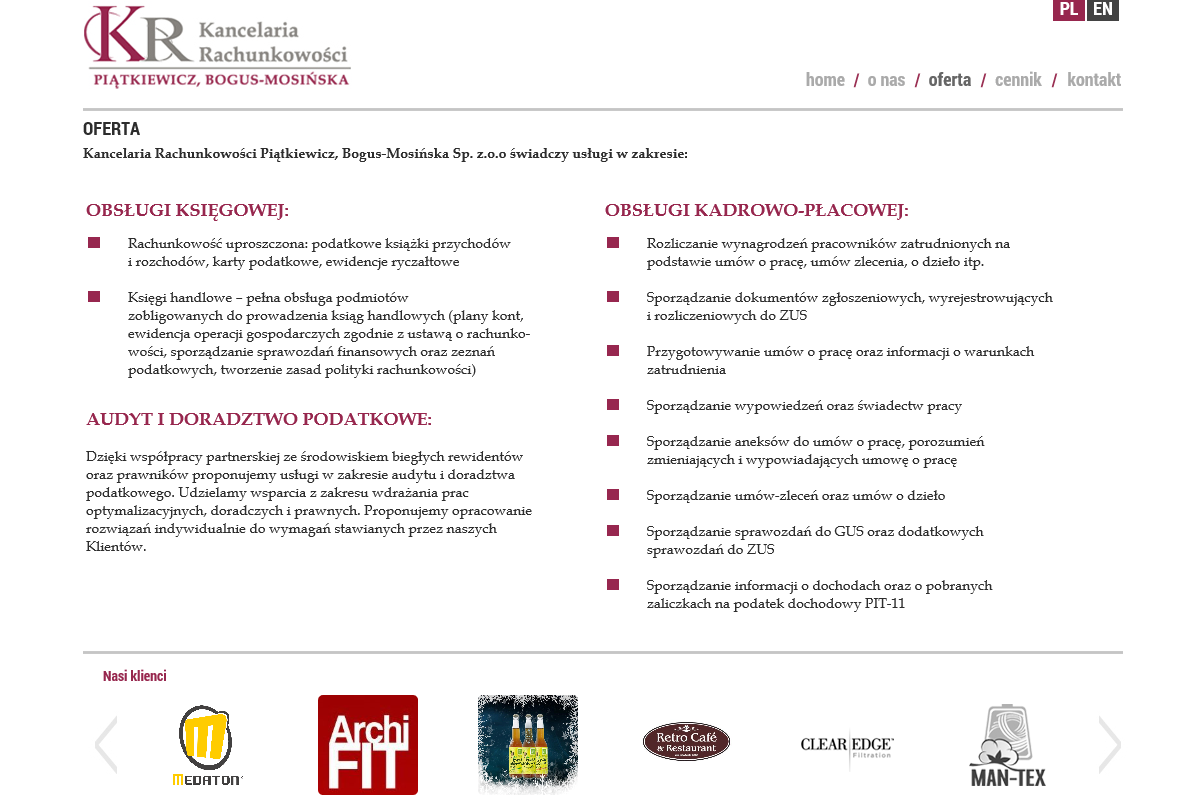 PL EN
KR Kancelaria
Rachunkowości
PIĄTKIEWICZ, BOGUS-MOSIŃSKA
home / o nas / oferta / cennik / kontakt
OFERTA
Kancelaria Rachunkowości Piątkiewicz, Bogus-Mosińska Sp. z.o.o świadczy usługi w zakresie:
OBSŁUGI KSIĘGOWEJ:
Rachunkowość uproszczona: podatkowe książki przychodów
i rozchodów, karty podatkowe, ewidencje ryczałtowe
Księgi handlowe – pełna obsługa podmiotów
zobligowanych do prowadzenia ksiąg handlowych (plany kont,
ewidencja operacji gospodarczych zgodnie z ustawą o rachunko-
wości, sporządzanie sprawozdań finansowych oraz zeznań
podatkowych, tworzenie zasad polityki rachunkowości)
AUDYT I DORADZTWO PODATKOWE:
Dzięki współpracy partnerskiej ze środowiskiem biegłych rewidentów
oraz prawników proponujemy usługi w zakresie audytu i doradztwa
podatkowego. Udzielamy wsparcia z zakresu wdrażania prac
optymalizacyjnych, doradczych i prawnych. Proponujemy opracowanie
rozwiązań indywidualnie do wymagań stawianych przez naszych
Klientów.
OBSŁUGI KADROWO-PŁACOWEJ:
Rozliczanie wynagrodzeń pracowników zatrudnionych na
podstawie umów o pracę, umów zlecenia, o dzieło itp.
Sporządzanie dokumentów zgłoszeniowych, wyrejestrowujących
i rozliczeniowych do ZUS
Przygotowywanie umów o pracę oraz informacji o warunkach
zatrudnienia
Sporządzanie wypowiedzeń oraz świadectw pracy
Sporządzanie aneksów do umów o pracę, porozumień
zmieniających i wypowiadających umowę o pracę
Sporządzanie umów-zleceń oraz umów o dzieło
Sporządzanie sprawozdań do GUS oraz dodatkowych
sprawozdań do ZUS
Sporządzanie informacji o dochodach oraz o pobranych
zaliczkach na podatek dochodowy PIT-11
Nasi klienci
MEDATON
Archi
FIT
Retro Café
& Restaurant
CLEAR EDGE™
Filtration
MAN-TEX